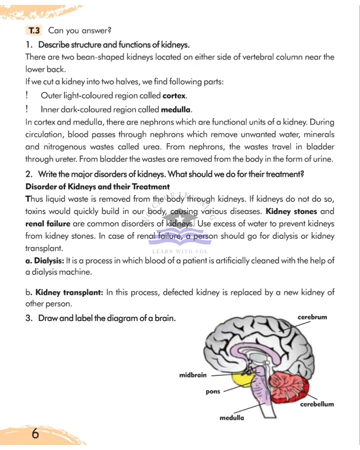 T.3 Can you answer?
1. Describe structure and functions of kidneys.
There are two bean-shaped kidneys located on either side of vertebral column near the
lower back.
If we cut a kidney into two halves, we find following parts:
! Outer light-coloured region called cortex.
! Inner dark-coloured region called medulla.
In cortex and medulla, there are nephrons which are functional units of a kidney. During
circulation, blood passes through nephrons which remove unwanted water, minerals
and nitrogenous wastes called urea. From nephrons, the wastes travel in bladder
through ureter. From bladder the wastes are removed from the body in the form of urine.
2. Write the major disorders of kidneys. What should we do for their treatment?
Disorder of Kidneys and their Treatment
Thus liquid waste is removed from the body through kidneys. If kidneys do not do so,
toxins would quickly build in our body, causing various diseases. Kidney stones and
renal failure are common disorders of kidneys. Use excess of water to prevent kidneys
from kidney stones. In case of renal failure, a person should go for dialysis or kidney
transplant.
LEARN WITH YOU
a. Dialysis: It is a process in which blood of a patient is artificially cleaned with the help of
a dialysis machine.
b. Kidney transplant: In this process, defected kidney is replaced by a new kidney of
other person.
3. Draw and label the diagram of a brain.
cerebrum
midbrain
pons
cerebellum
medulla
6